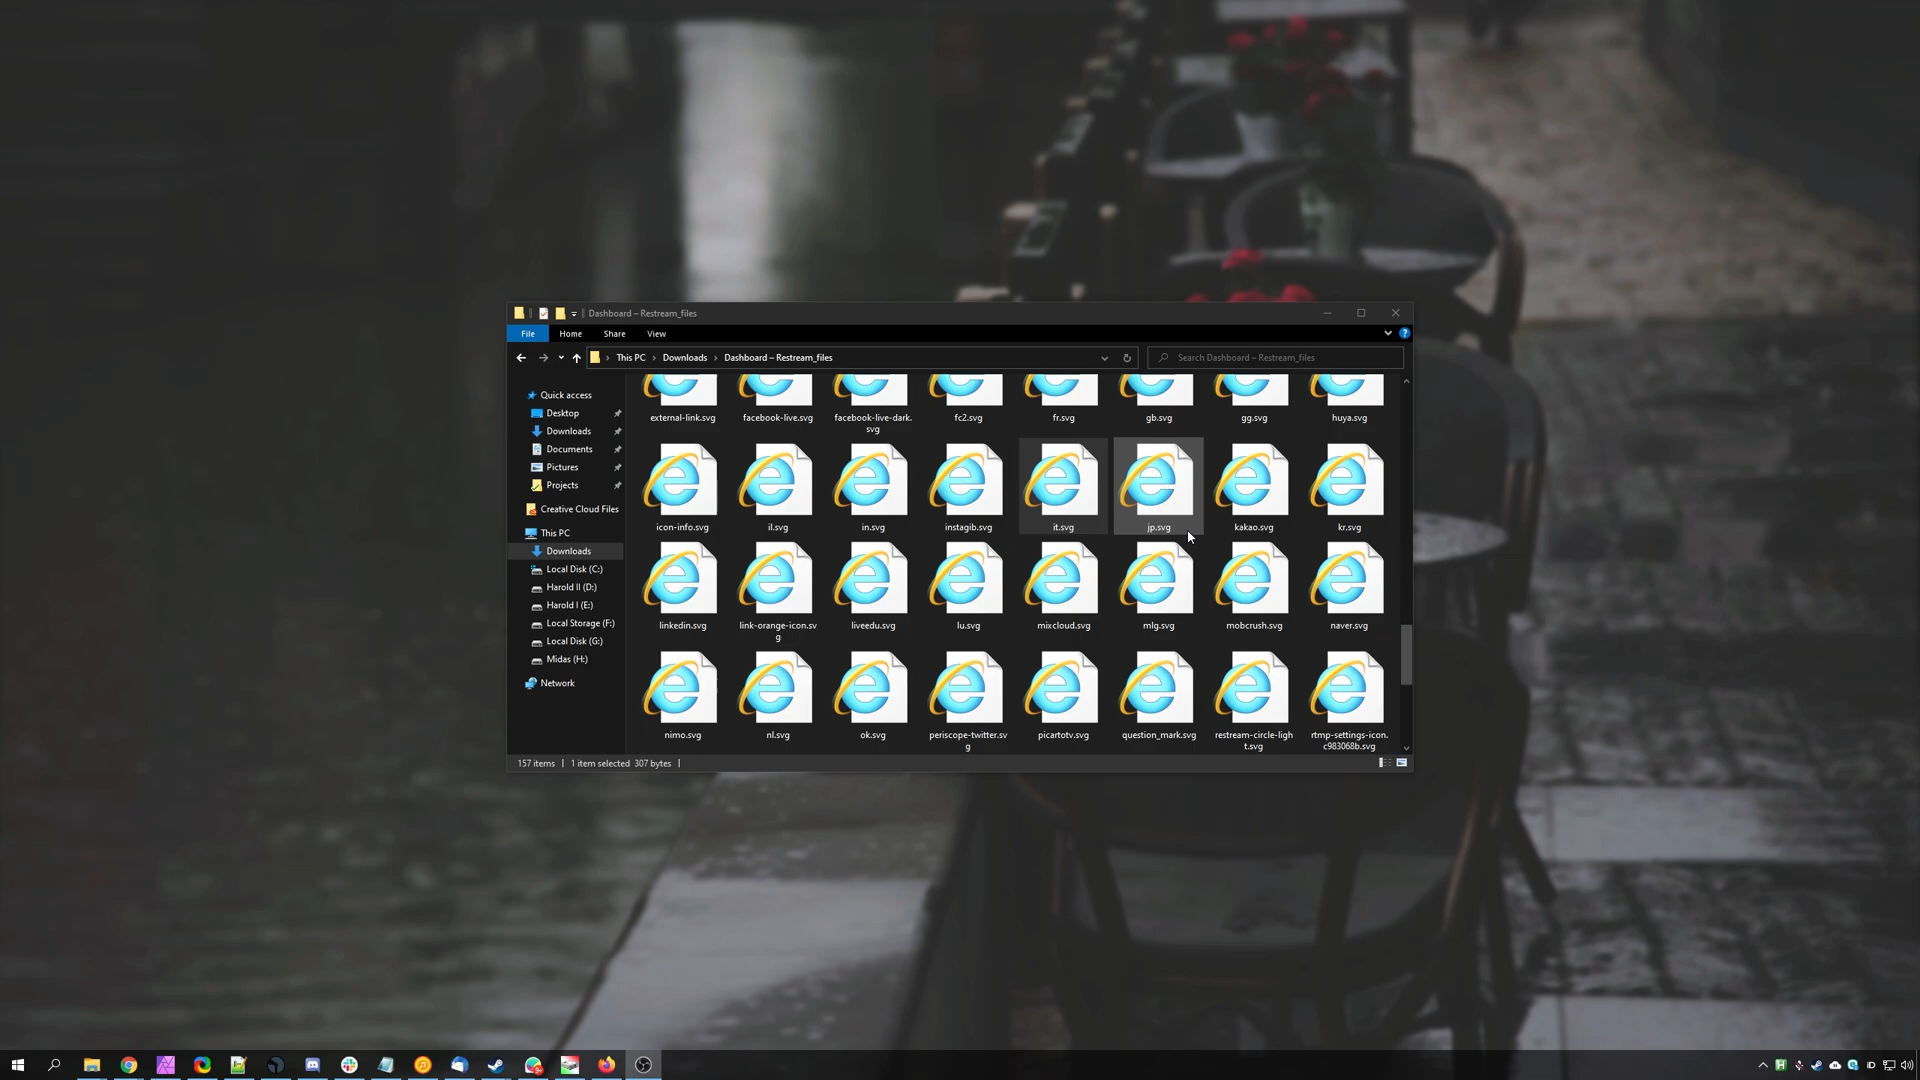 Dashboard – Restream_files
File Home Share View
This PC Downloads Dashboard – Restream_files
Search Dashboard – Restream_files
Quick access
Desktop
Downloads
Documents
Pictures
Projects
Creative Cloud Files
This PC
Downloads
Local Disk (C:)
Harold II (D:)
Harold I (E:)
Local Storage (F:)
Local Disk (G:)
Midas (H:)
Network
external-link.svg facebook-live.svg facebook-live-dark. fc2.svg fr.svg gb.svg gg.svg huya.svg
svg
icon-info.svg il.svg in.svg instagib.svg it.svg jp.svg kakao.svg kr.svg
linkedin.svg link-orange-icon.sv liveedu.svg lu.svg mixcloud.svg mlg.svg mobcrush.svg naver.svg
g
nimo.svg nl.svg ok.svg periscope-twitter.sv picartotv.svg question_mark.svg restream-circle-ligh rtmp-settings-icon.
g t.svg c983068b.svg
157 items 1 item selected 307 bytes